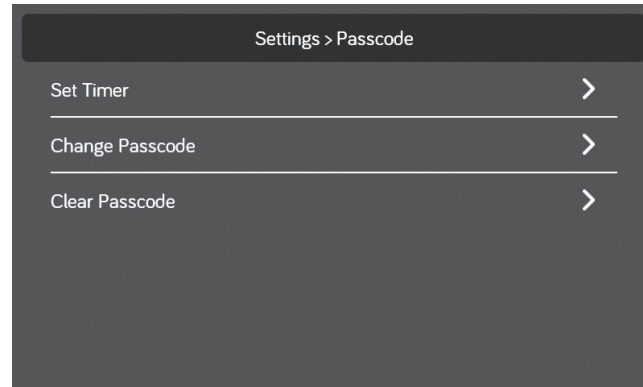 Settings > Passcode
Set Timer
Change Passcode
Clear Passcode